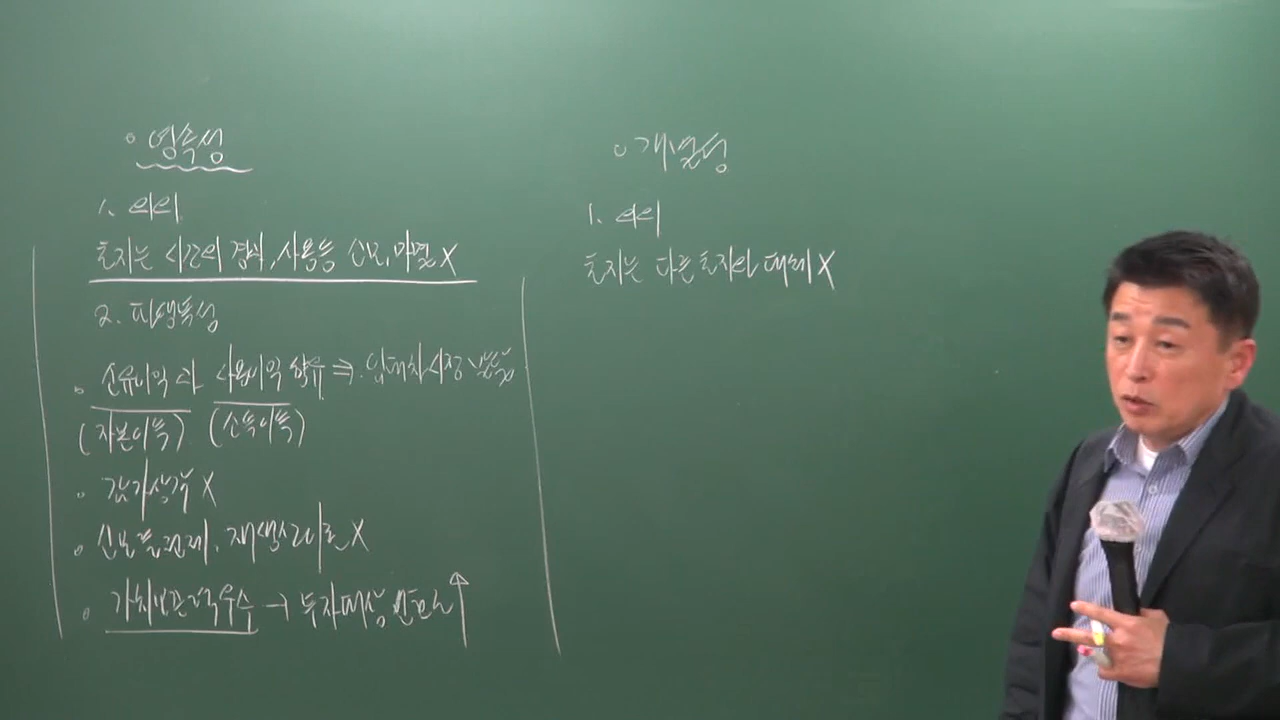 ◦ 영속성
1. 의의
토지는 시간의 경과, 사용 등 소모, 마멸 X
2. 파생특성
◦ 소유이익과 사용이익 향유 ⇒ 임대차시장 발달
(자본이득) (소득이득)
◦ 감가상각 X
◦ 소모를 전제, 재생산이론 X
◦ 가치보존력우수 → 투자대상 선호도 ↑
◦ 개별성
1. 의의
토지는 다른 토지와 대체 X